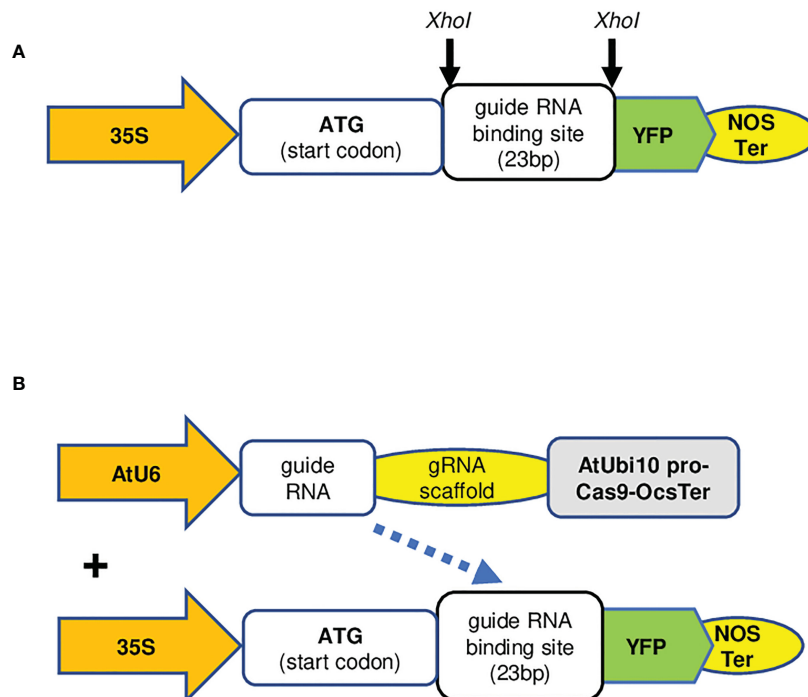 XhoI XhoI
A
35S
ATG
(start codon)
guide RNA
binding site
(23bp)
YFP
NOS
Ter
B
AtU6
guide
RNA
gRNA
scaffold
AtUbi10 pro-
Cas9-OcsTer
+
35S
ATG
(start codon)
guide RNA
binding site
(23bp)
YFP
NOS
Ter